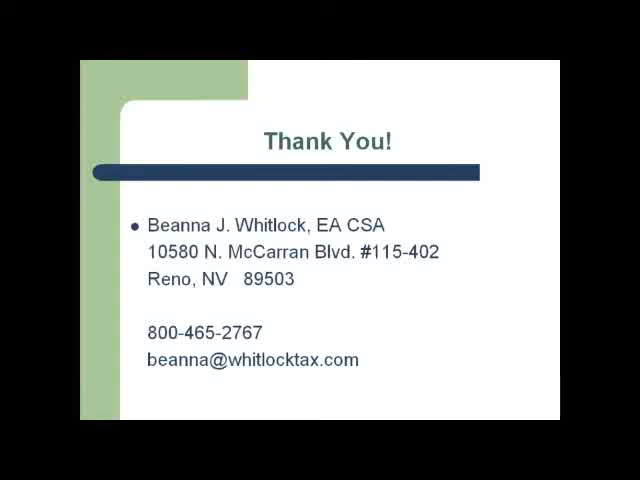 Thank You!
Beanna J. Whitlock, EA CSA
10580 N. McCarran Blvd. #115-402
Reno, NV 89503
800-465-2767
beanna@whitlocktax.com